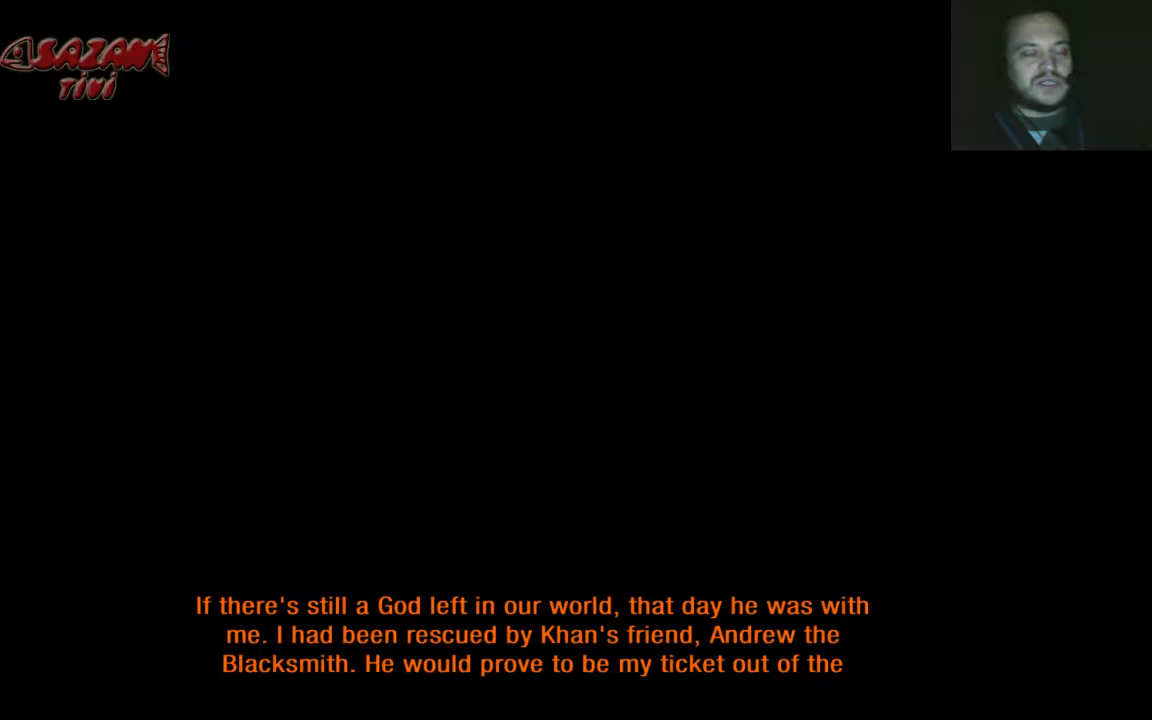 SAZAN
TiVi
If there's still a God left in our world, that day he was with
me. I had been rescued by Khan's friend, Andrew the
Blacksmith. He would prove to be my ticket out of the